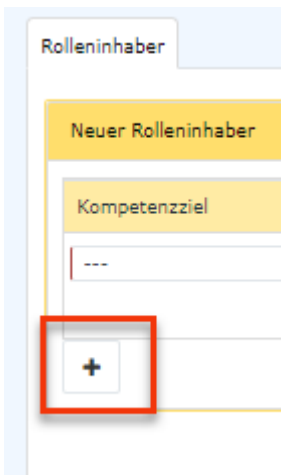 Rolleninhaber
Neuer Rolleninhaber
Kompetenzziel
---
+